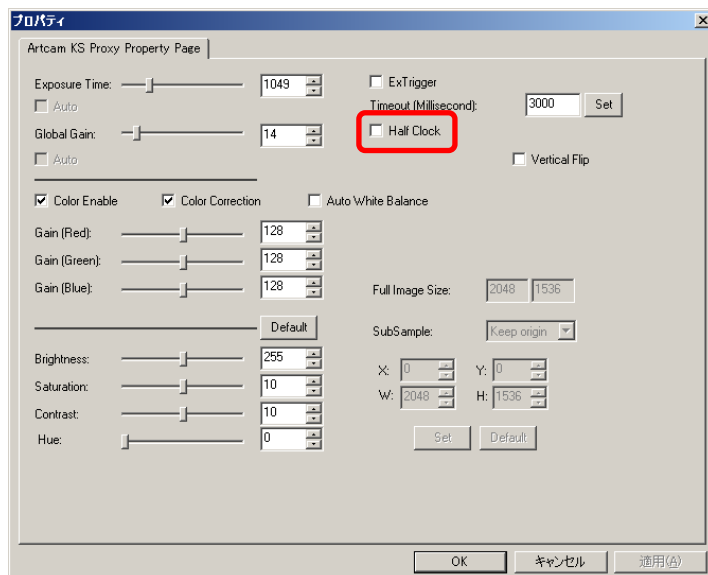 プロパティ
Artcam KS Proxy Property Page
Exposure Time: 1049
Auto
Global Gain: 14
Auto
ExTrigger
Timeout (Millisecond): 3000 Set
Half Clock
Vertical Flip
Color Enable Color Correction Auto White Balance
Gain (Red): 128
Gain (Green): 128
Gain (Blue): 128
Default
Brightness: 255
Saturation: 10
Contrast: 10
Hue: 0
Full Image Size: 2048 1536
SubSample: Keep origin
X: 0 Y: 0
W: 2048 H: 1536
Set Default
OK キャンセル 適用(A)